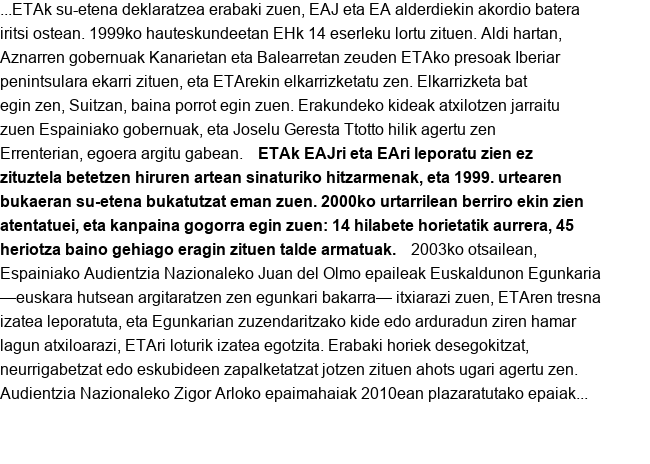 ...ETAk su-etena deklaratzea erabaki zuen, EAJ eta EA alderdiekin akordio batera
iritsi ostean. 1999ko hauteskundeetan EHk 14 eserleku lortu zituen. Aldi hartan,
Aznarren gobernuak Kanarietan eta Balearretan zeuden ETAko presoak Iberiar
penintsulara ekarri zituen, eta ETArekin elkarrizketatu zen. Elkarrizketa bat
egin zen, Suitzan, baina porrot egin zuen. Erakundeko kideak atxilotzen jarraitu
zuen Espainiako gobernuak, eta Joselu Geresta Ttotto hilik agertu zen
Errenterian, egoera argitu gabean. ETAk EAJri eta EAri leporatu zien ez
zituztela betetzen hiruren artean sinaturiko hitzarmenak, eta 1999. urtearen
bukaeran su-etena bukatutzat eman zuen. 2000ko urtarrilean berriro ekin zien
atentatuei, eta kanpaina gogorra egin zuen: 14 hilabete horietatik aurrera, 45
heriotza baino gehiago eragin zituen talde armatuak. 2003ko otsailean,
Espainiako Audientzia Nazionaleko Juan del Olmo epaileak Euskaldunon Egunkaria
—euskara hutsean argitaratzen zen egunkari bakarra— itxiarazi zuen, ETAren tresna
izatea leporatuta, eta Egunkarian zuzendaritzako kide edo arduradun ziren hamar
lagun atxiloarazi, ETAri loturik izatea egotzita. Erabaki horiek desegokitzat,
neurrigabetzat edo eskubideen zapalketatzat jotzen zituen ahots ugari agertu zen.
Audientzia Nazionaleko Zigor Arloko epaimahaiak 2010ean plazaratutako epaiak...